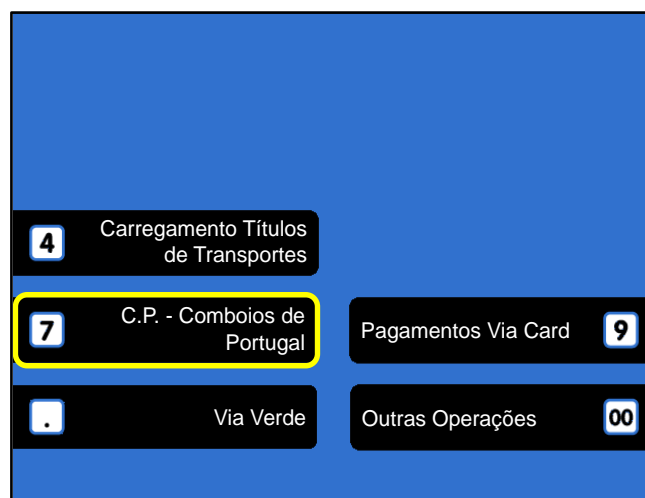 4 Carregamento Títulos
de Transportes
7 C.P. - Comboios de
Portugal
Pagamentos Via Card 9
. Via Verde
Outras Operações 00